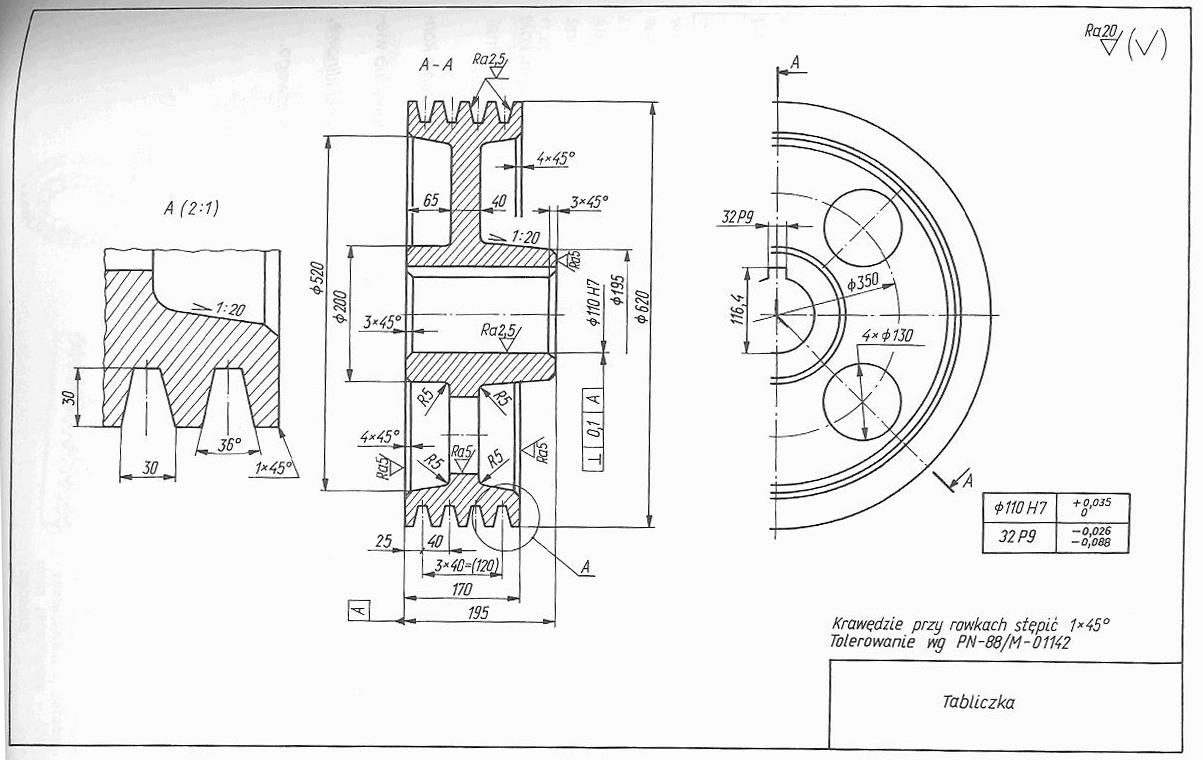 Ra20
A-A
Ra2,5
A
4×45°
65
40
3×45°
A (2:1)
1:20
32P9
Ra5
φ520
φ200
φ110 H7
φ195
φ620
φ350
116,4
1:20
3×45°
Ra2,5
4×φ130
30
R5
R5
⊥ 0,1 A
4×45°
36°
30
1×45°
Ra5
R5
Ra5
R5
Ra5
A
φ110 H7 +0,035 0
32 P9 -0,026 -0,088
25
40
3×40=(120)
A
170
A
195
Krawędzie przy rowkach stępić 1×45°
Tolerowanie wg PN-88/M-01142
Tabliczka